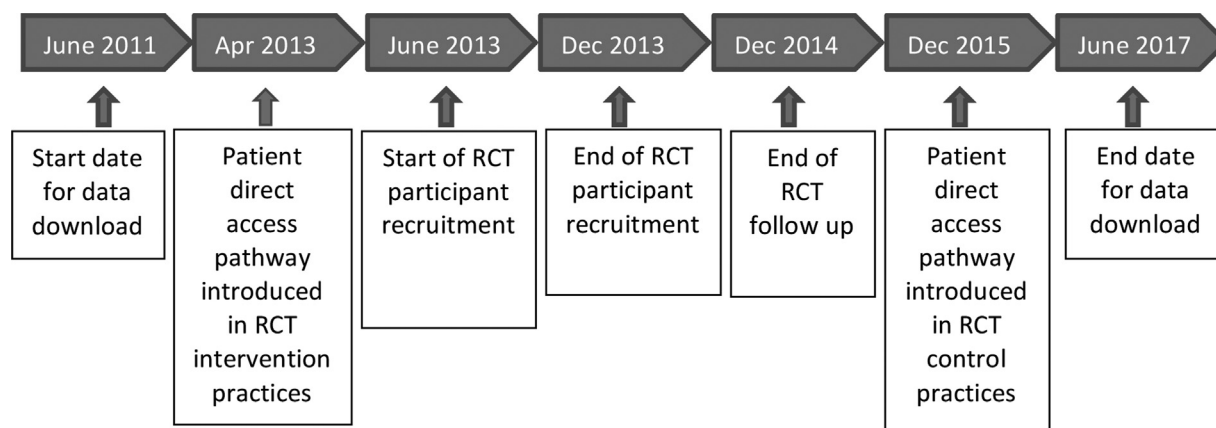 June 2011
Apr 2013
June 2013
Dec 2013
Dec 2014
Dec 2015
June 2017
Start date
for data
download
Patient
direct
access
pathway
introduced
in RCT
intervention
practices
Start of RCT
participant
recruitment
End of RCT
participant
recruitment
End of
RCT
follow up
Patient
direct
access
pathway
introduced
in RCT
control
practices
End date
for data
download